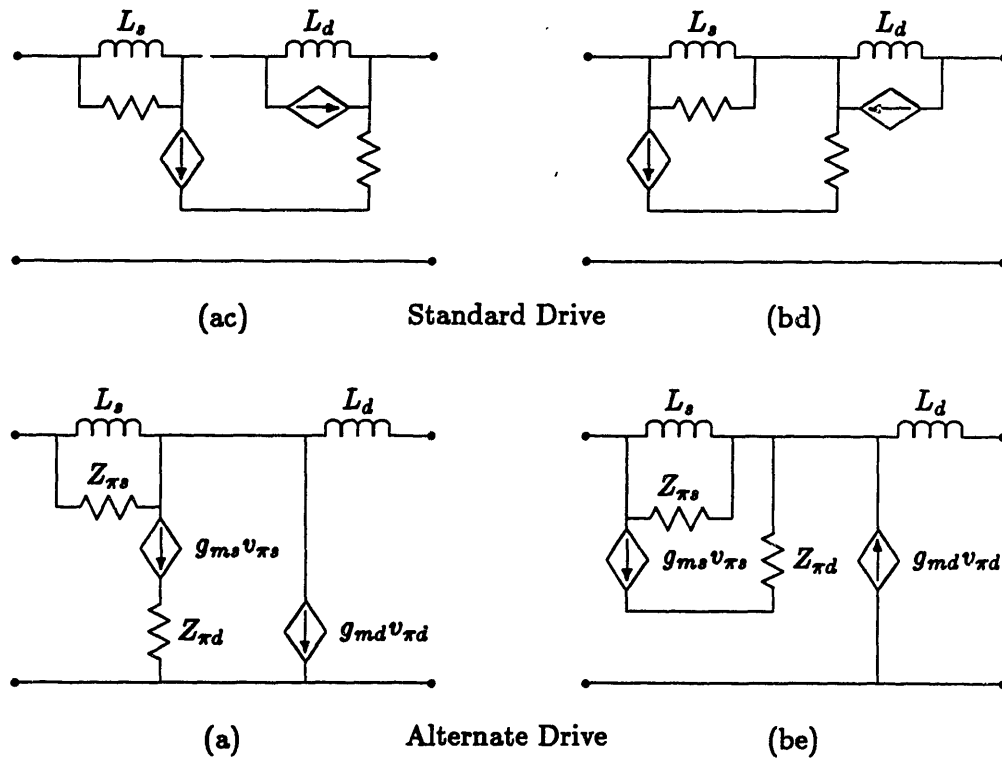 L_s L_d L_s L_d
(ac) Standard Drive (bd)
L_s L_d L_s L_d
Z_πs Z_πs
g_ms v_πs g_ms v_πs Z_πd g_md v_πd
Z_πd g_md v_πd
(a) Alternate Drive (be)